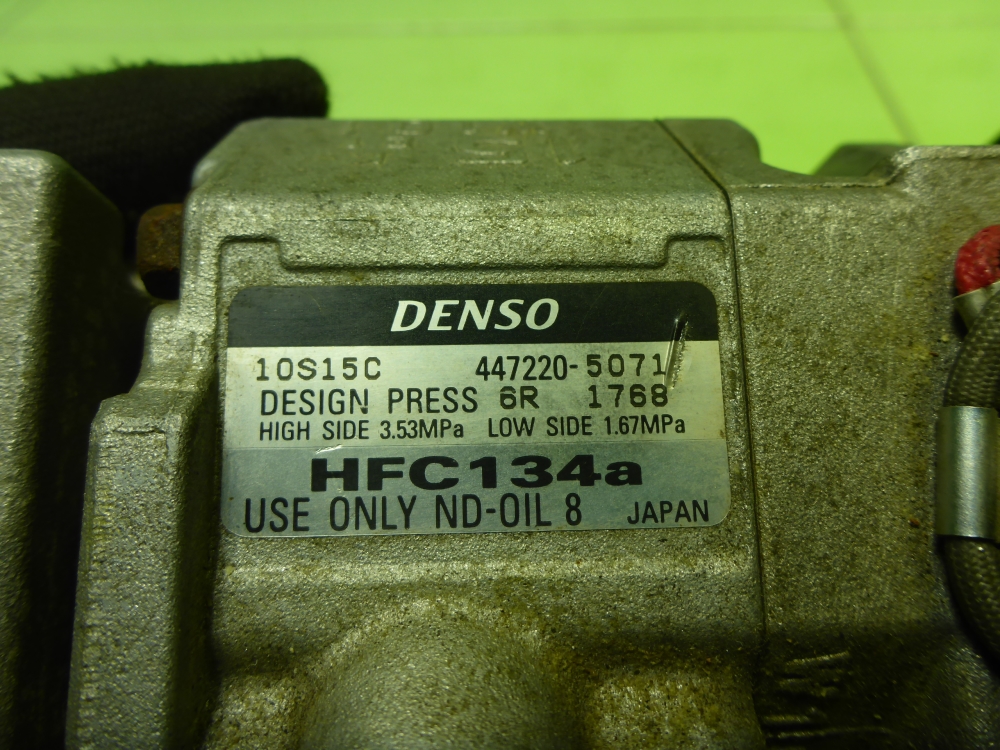 DENSO
10S15C 447220-5071
DESIGN PRESS 6R 1768
HIGH SIDE 3.53MPa LOW SIDE 1.67MPa
HFC134a
USE ONLY ND-OIL 8 JAPAN